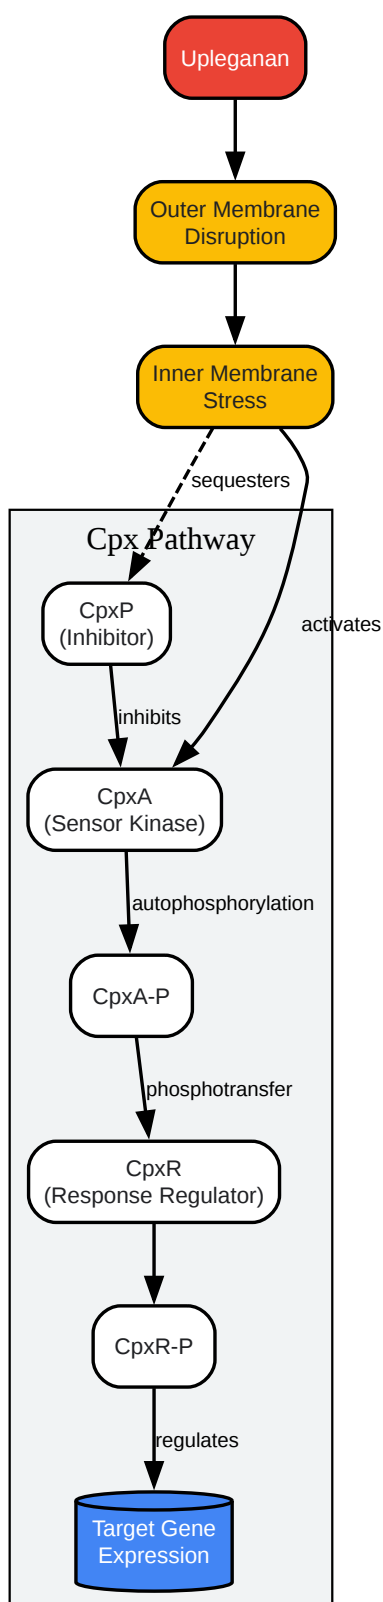 Upleganan
Outer Membrane
Disruption
Inner Membrane
Stress
sequesters
Cpx Pathway
CpxP
(Inhibitor)
activates
inhibits
CpxA
(Sensor Kinase)
autophosphorylation
CpxA-P
phosphotransfer
CpxR
(Response Regulator)
CpxR-P
regulates
Target Gene
Expression